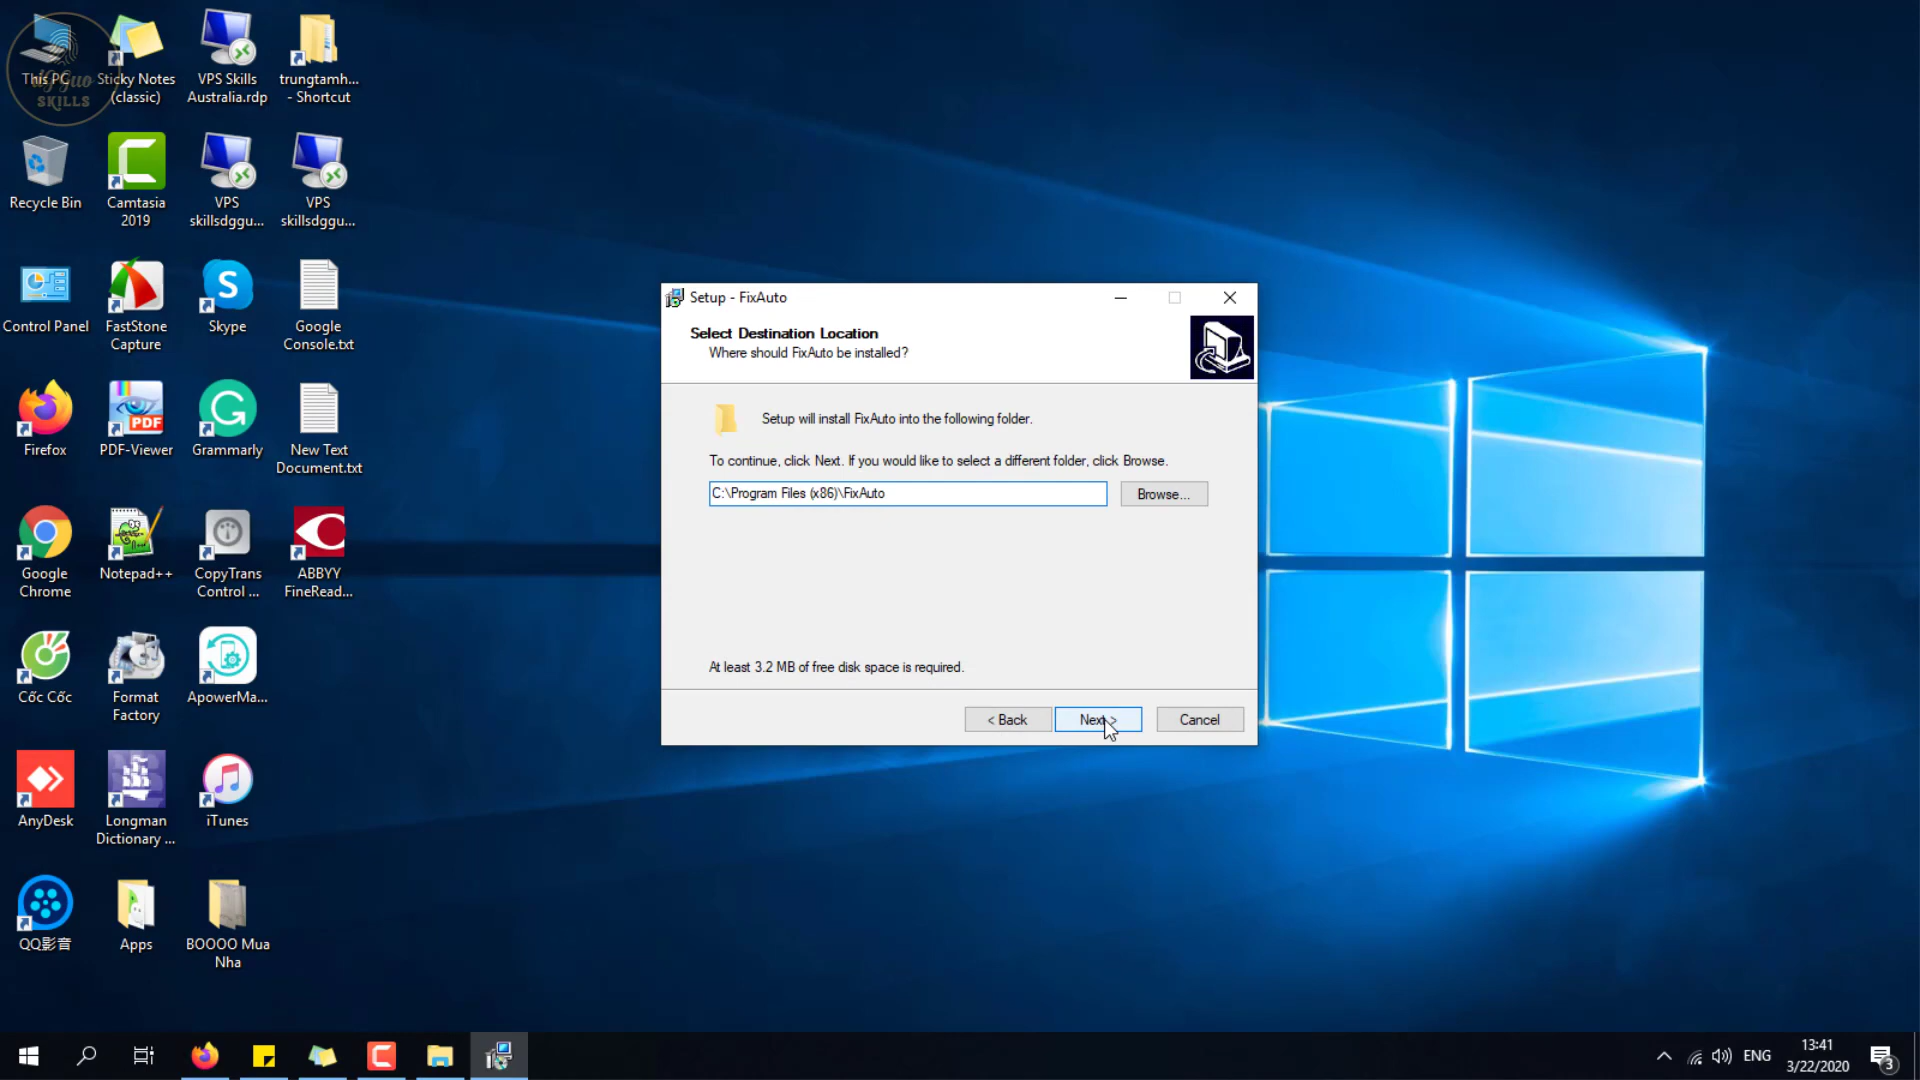 This PC
Sticky Notes
(classic)
VPS Skills
Australia.rdp
trungtamh...
- Shortcut
SKILLS
Recycle Bin
Camtasia
2019
VPS
skillsdggu...
VPS
skillsdggu...
Control Panel
FastStone
Capture
Skype
Google
Console.txt
Firefox
PDF
PDF-Viewer
Grammarly
New Text
Document.txt
Google
Chrome
Notepad++
CopyTrans
Control ...
ABBYY
FineRead...
Cốc Cốc
Format
Factory
ApowerMa...
AnyDesk
Longman
Dictionary ...
iTunes
QQ影音
Apps
BOOOO Mua
Nha
Setup - FixAuto
Select Destination Location
Where should FixAuto be installed?
Setup will install FixAuto into the following folder.
To continue, click Next. If you would like to select a different folder, click Browse.
C:\Program Files (x86)\FixAuto
Browse...
At least 3.2 MB of free disk space is required.
< Back
Next >
Cancel
ENG
13:41
3/22/2020
3